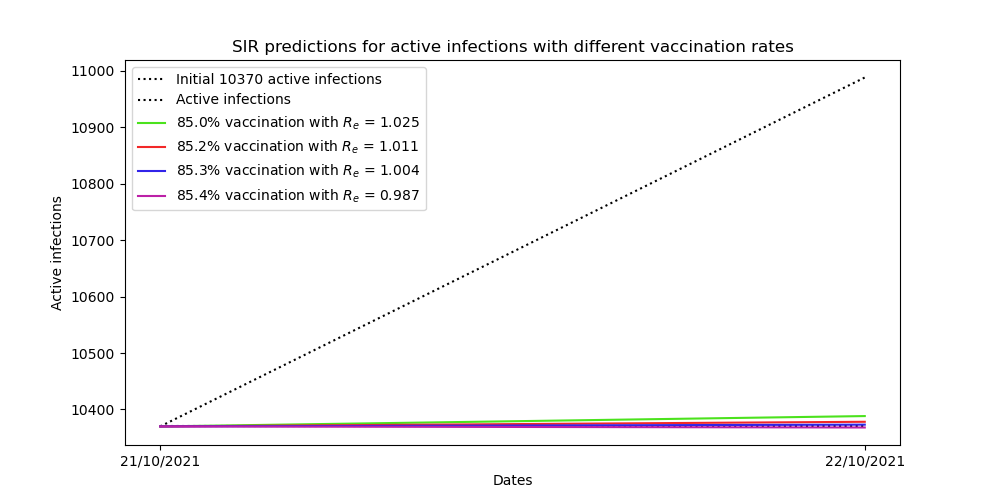 SIR predictions for active infections with different vaccination rates
11000
10900
10800
10700
10600
10500
10400
Active infections
Initial 10370 active infections
Active infections
85.0% vaccination with Re = 1.025
85.2% vaccination with Re = 1.011
85.3% vaccination with Re = 1.004
85.4% vaccination with Re = 0.987
21/10/2021
22/10/2021
Dates